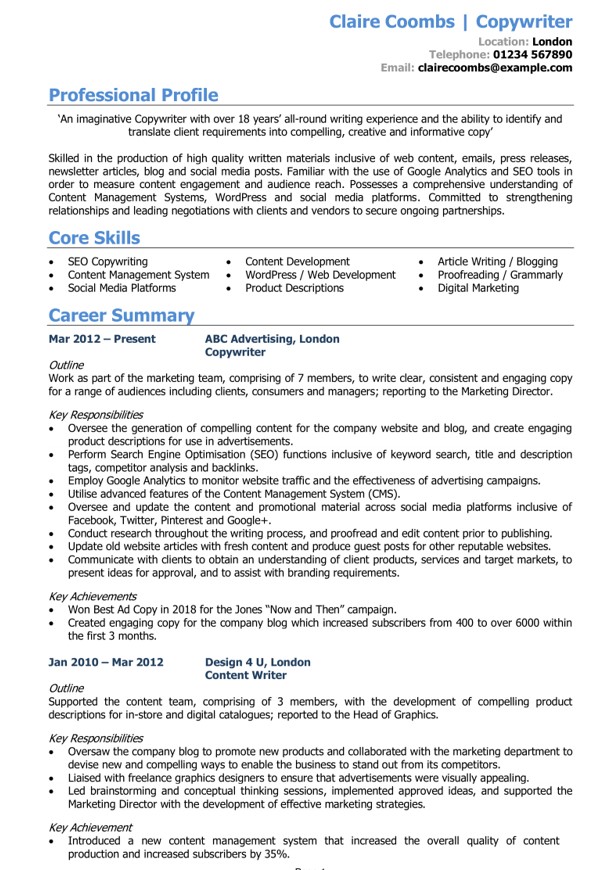 Claire Coombs | Copywriter
Location: London
Telephone: 01234 567890
Email: clairecoombs@example.com
Professional Profile
‘An imaginative Copywriter with over 18 years’ all-round writing experience and the ability to identify and
translate client requirements into compelling, creative and informative copy’
Skilled in the production of high quality written materials inclusive of web content, emails, press releases,
newsletter articles, blog and social media posts. Familiar with the use of Google Analytics and SEO tools in
order to measure content engagement and audience reach. Possesses a comprehensive understanding of
Content Management Systems, WordPress and social media platforms. Committed to strengthening
relationships and leading negotiations with clients and vendors to secure ongoing partnerships.
Core Skills
• SEO Copywriting • Content Development • Article Writing / Blogging
• Content Management System • WordPress / Web Development • Proofreading / Grammarly
• Social Media Platforms • Product Descriptions • Digital Marketing
Career Summary
Mar 2012 – Present ABC Advertising, London
Copywriter
Outline
Work as part of the marketing team, comprising of 7 members, to write clear, consistent and engaging copy
for a range of audiences including clients, consumers and managers; reporting to the Marketing Director.
Key Responsibilities
• Oversee the generation of compelling content for the company website and blog, and create engaging
product descriptions for use in advertisements.
• Perform Search Engine Optimisation (SEO) functions inclusive of keyword search, title and description
tags, competitor analysis and backlinks.
• Employ Google Analytics to monitor website traffic and the effectiveness of advertising campaigns.
• Utilise advanced features of the Content Management System (CMS).
• Oversee and update the content and promotional material across social media platforms inclusive of
Facebook, Twitter, Pinterest and Google+.
• Conduct research throughout the writing process, and proofread and edit content prior to publishing.
• Update old website articles with fresh content and produce guest posts for other reputable websites.
• Communicate with clients to obtain an understanding of client products, services and target markets, to
present ideas for approval, and to assist with branding requirements.
Key Achievements
• Won Best Ad Copy in 2018 for the Jones “Now and Then” campaign.
• Created engaging copy for the company blog which increased subscribers from 400 to over 6000 within
the first 3 months.
Jan 2010 – Mar 2012 Design 4 U, London
Content Writer
Outline
Supported the content team, comprising of 3 members, with the development of compelling product
descriptions for in-store and digital catalogues; reported to the Head of Graphics.
Key Responsibilities
• Oversaw the company blog to promote new products and collaborated with the marketing department to
devise new and compelling ways to enable the business to stand out from its competitors.
• Liaised with freelance graphics designers to ensure that advertisements were visually appealing.
• Led brainstorming and conceptual thinking sessions, implemented approved ideas, and supported the
Marketing Director with the development of effective marketing strategies.
Key Achievement
• Introduced a new content management system that increased the overall quality of content
production and increased subscribers by 35%.